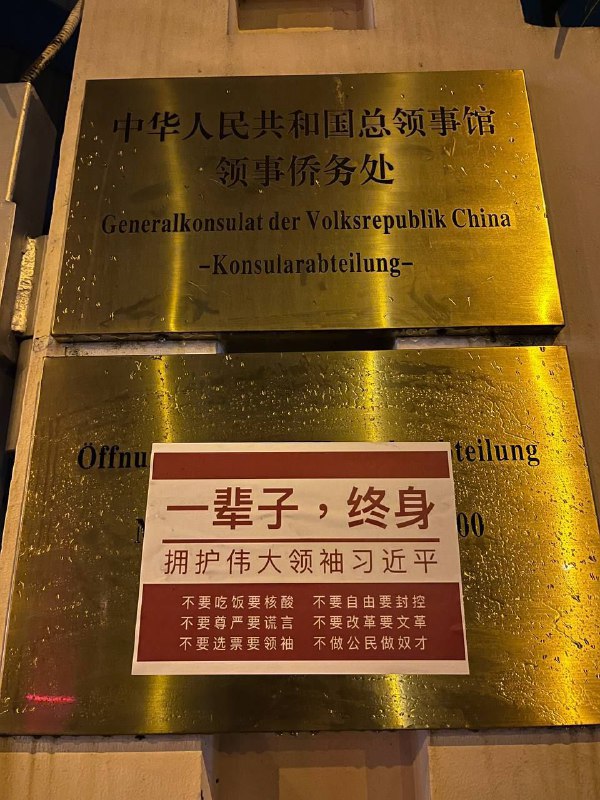 中华人民共和国总领事馆
领事侨务处
Generalkonsulat der Volksrepublik China
-Konsularabteilung-
Öffnu teilung
00
一辈子，终身
拥护伟大领袖习近平
不要吃饭要核酸 不要自由要封控
不要尊严要谎言 不要改革要文革
不要选票要领袖 不做公民做奴才